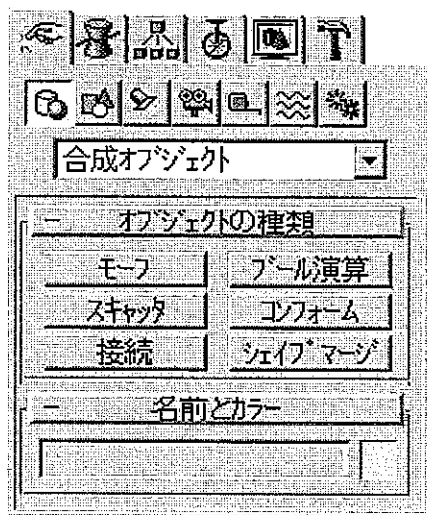 合成オブジェクト
オブジェクトの種類
モーフ ブール演算
スキャッタ コンフォーム
接続 シェイプ マージ
名前とカラー